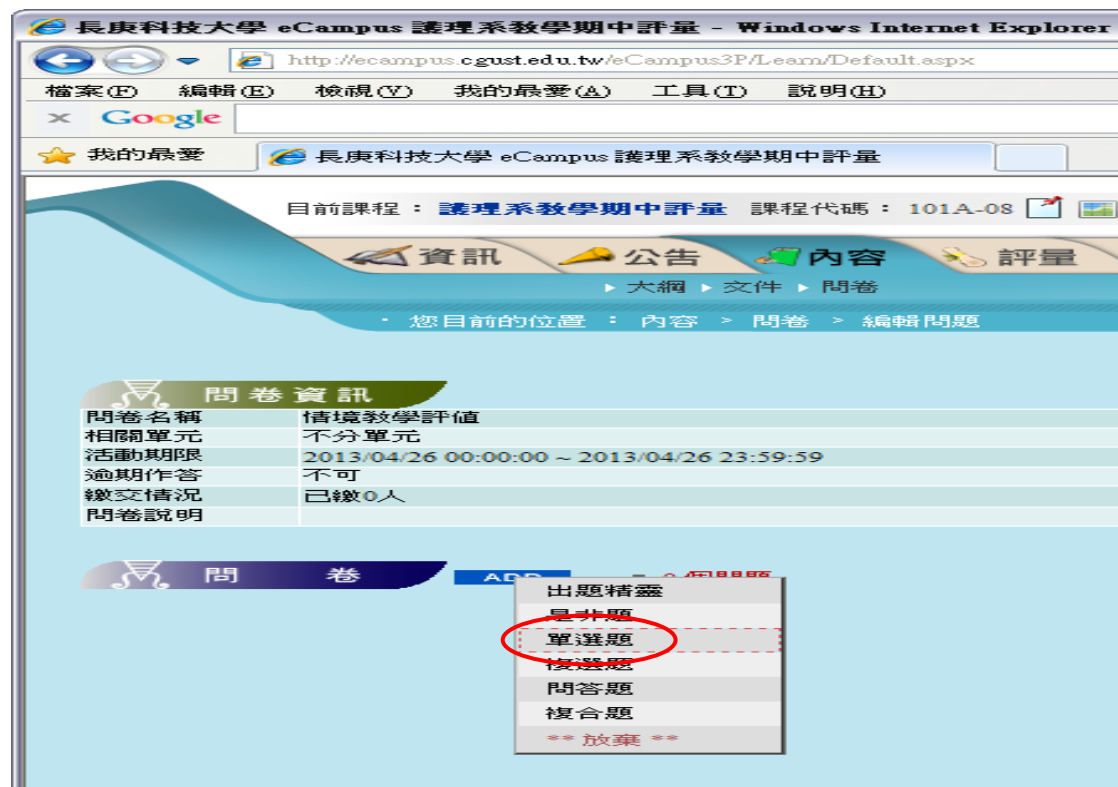 長庚科技大學 eCampus 護理系教學期中評量 - Windows Internet Explorer
http://ecampus.cgust.edu.tw/eCampus3P/Learn/Default.aspx
檔案(F) 編輯(E) 檢視(V) 我的最愛(A) 工具(T) 說明(H)
× Google
我的最愛 長庚科技大學 eCampus 護理系教學期中評量
目前課程：護理系教學期中評量 課程代碼：101A-08
資訊 公告 內容 評量
大綱 文件 問卷
您目前的位置：內容 > 問卷 > 編輯問題
問卷資訊
問卷名稱 情境教學評值
相關單元 不分單元
活動期限 2013/04/26 00:00:00 ~ 2013/04/26 23:59:59
逾期作答 不可
繳交情況 已繳0人
問卷說明
問卷 ADD 個問題
出題精靈
是非題
單選題
複選題
問答題
複合題
** 放棄 **